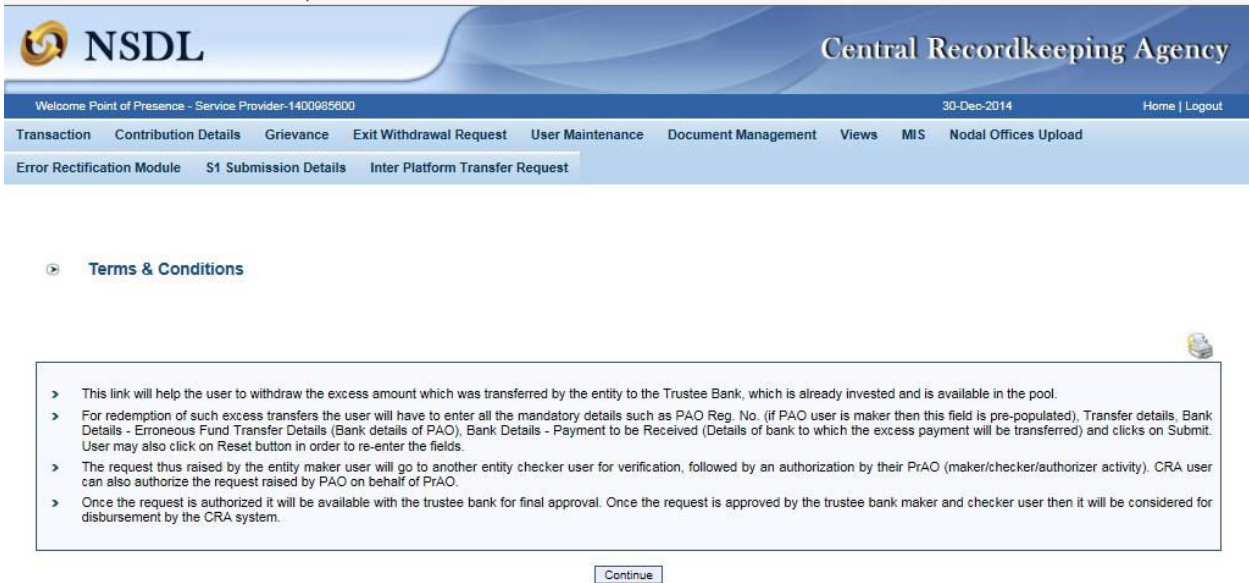 NSDL
Central Recordkeeping Agency
Welcome Point of Presence - Service Provider-1400985600 30-Dec-2014 Home | Logout
Transaction Contribution Details Grievance Exit Withdrawal Request User Maintenance Document Management Views MIS Nodal Offices Upload
Error Rectification Module S1 Submission Details Inter Platform Transfer Request
Terms & Conditions
This link will help the user to withdraw the excess amount which was transferred by the entity to the Trustee Bank, which is already invested and is available in the pool.
For redemption of such excess transfers the user will have to enter all the mandatory details such as PAO Reg. No. (if PAO user is maker then this field is pre-populated), Transfer details, Bank
Details - Erroneous Fund Transfer Details (Bank details of PAO), Bank Details - Payment to be Received (Details of bank to which the excess payment will be transferred) and clicks on Submit.
User may also click on Reset button in order to re-enter the fields.
The request thus raised by the entity maker user will go to another entity checker user for verification, followed by an authorization by their PrAO (maker/checker/authorizer activity). CRA user
can also authorize the request raised by PAO on behalf of PrAO.
Once the request is authorized it will be available with the trustee bank for final approval. Once the request is approved by the trustee bank maker and checker user then it will be considered for
disbursement by the CRA system.
Continue